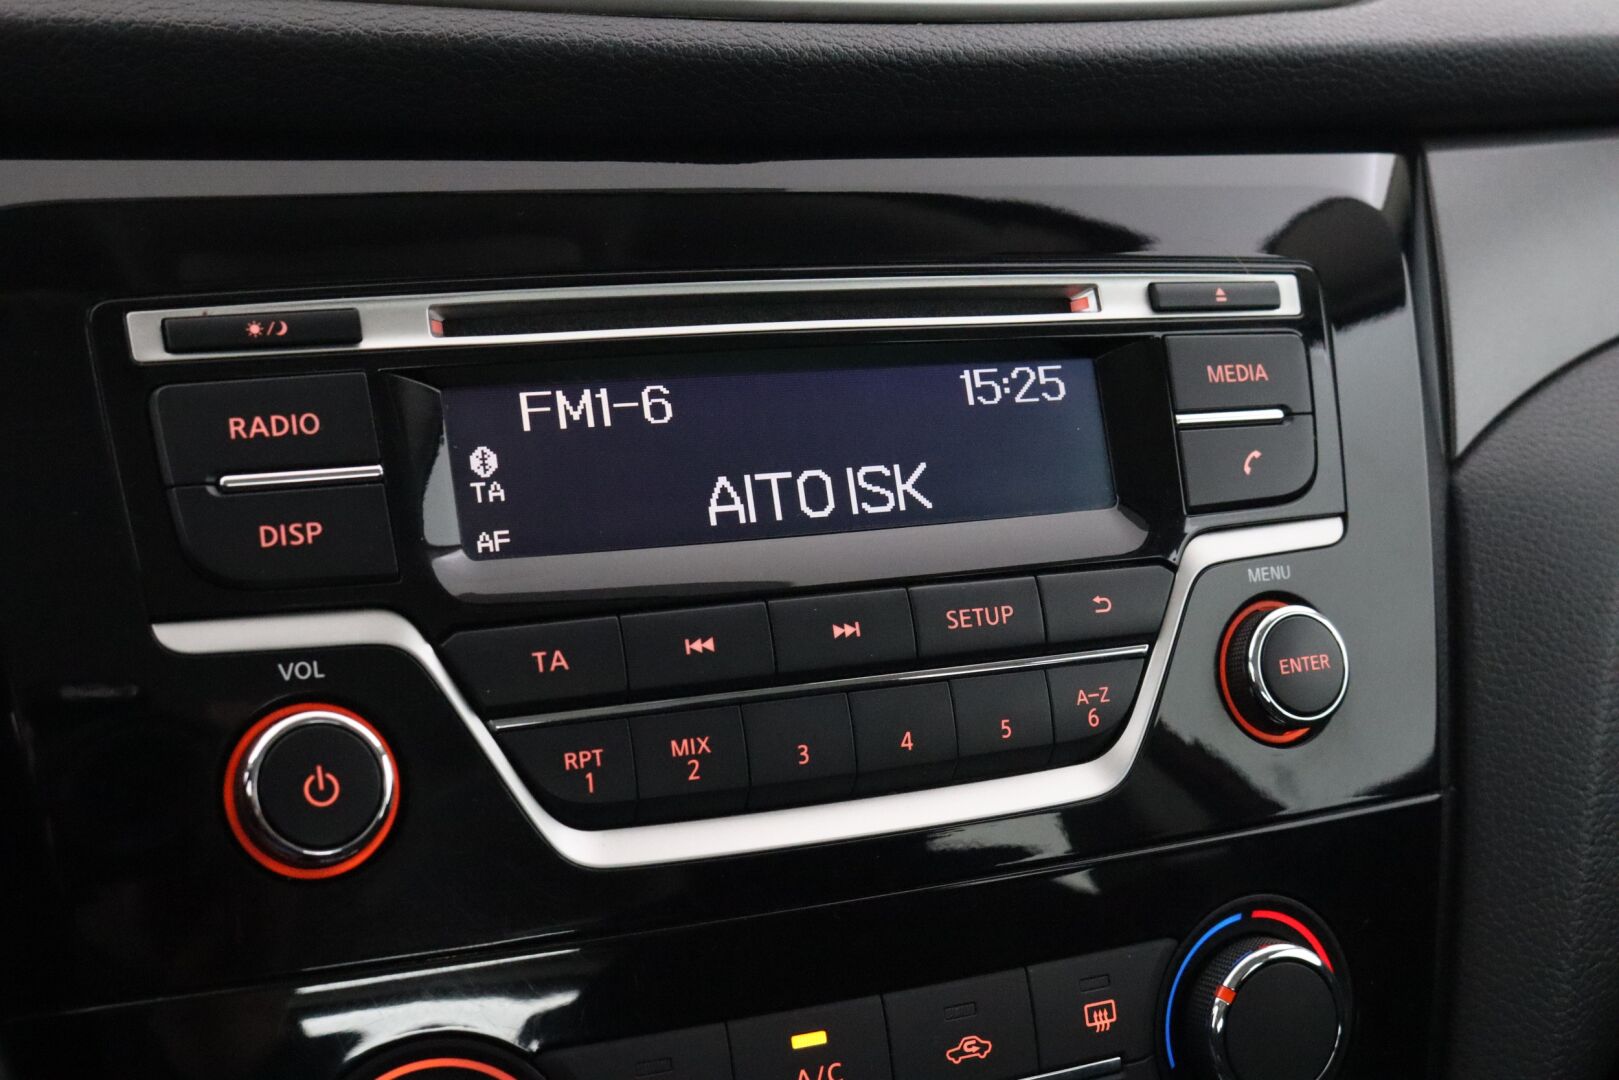 MEDIA
RADIO
FM1-6
15:25
TA
AITO ISK
AF
DISP
MENU
VOL
TA
SETUP
ENTER
RPT
1
MIX
2
3
4
5
A-Z
6
A/C